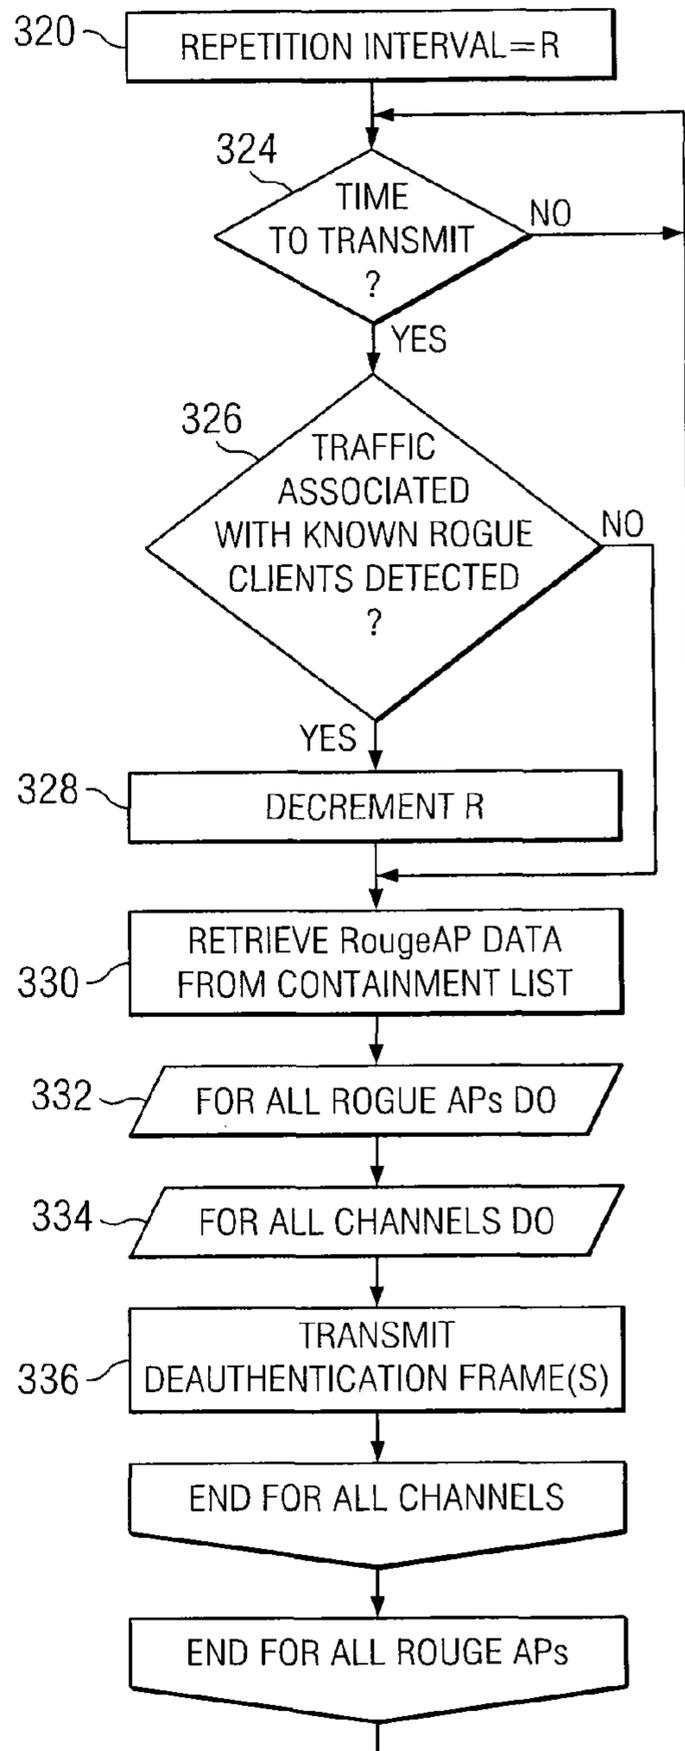 320
REPETITION INTERVAL=R
324
TIME
TO TRANSMIT
?
NO
YES
326
TRAFFIC
ASSOCIATED
WITH KNOWN ROGUE
CLIENTS DETECTED
?
NO
YES
328
DECREMENT R
330
RETRIEVE RougeAP DATA
FROM CONTAINMENT LIST
332
FOR ALL ROGUE APs DO
334
FOR ALL CHANNELS DO
336
TRANSMIT
DEAUTHENTICATION FRAME(S)
END FOR ALL CHANNELS
END FOR ALL ROUGE APs